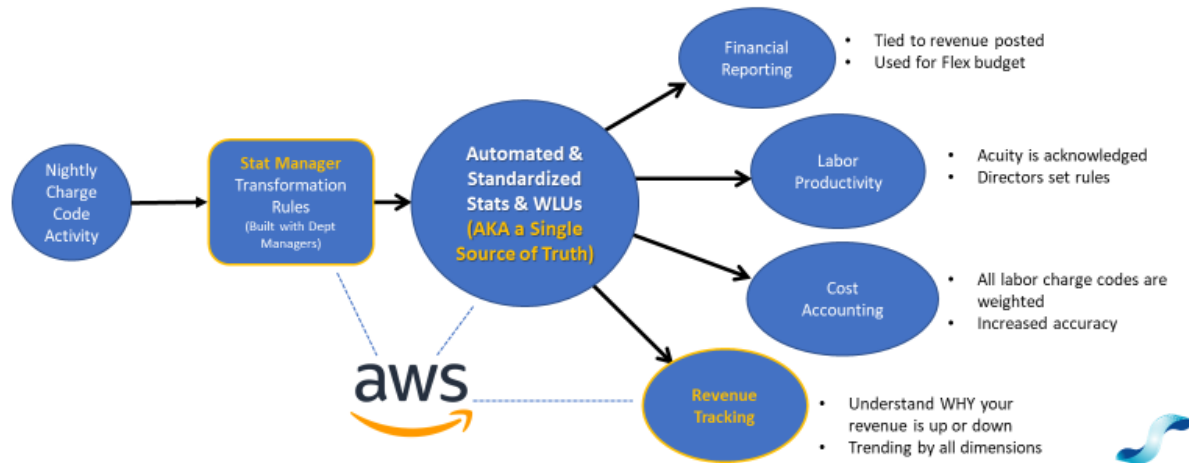 Nightly
Charge
Code
Activity
Stat Manager
Transformation
Rules
(Built with Dept
Managers)
Automated &
Standardized
Stats & WLUs
(AKA a Single
Source of Truth)
aws
Financial
Reporting
• Tied to revenue posted
• Used for Flex budget
Labor
Productivity
• Acuity is acknowledged
• Directors set rules
Cost
Accounting
• All labor charge codes are
weighted
• Increased accuracy
Revenue
Tracking
• Understand WHY your
revenue is up or down
• Trending by all dimensions